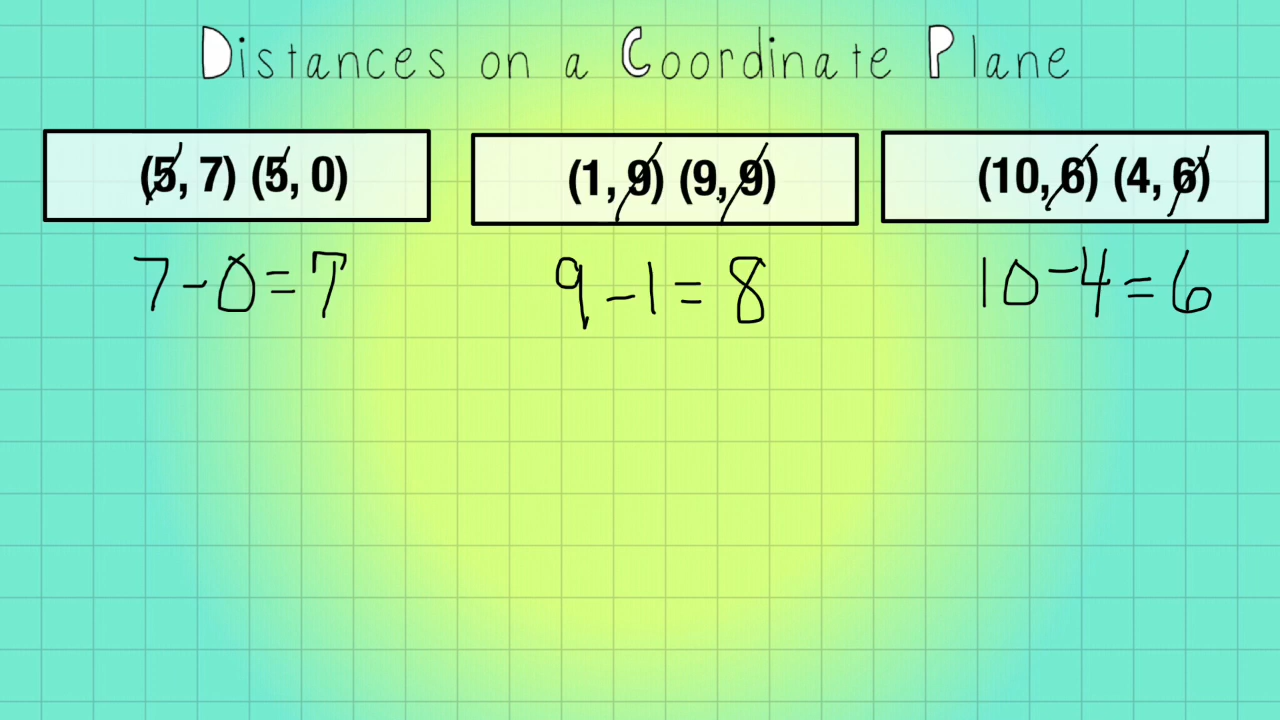 Distances on a Coordinate Plane
(5, 7) (5, 0)
(1, 9) (9, 9)
(10, 6) (4, 6)
7-0=7
9-1=8
10-4=6